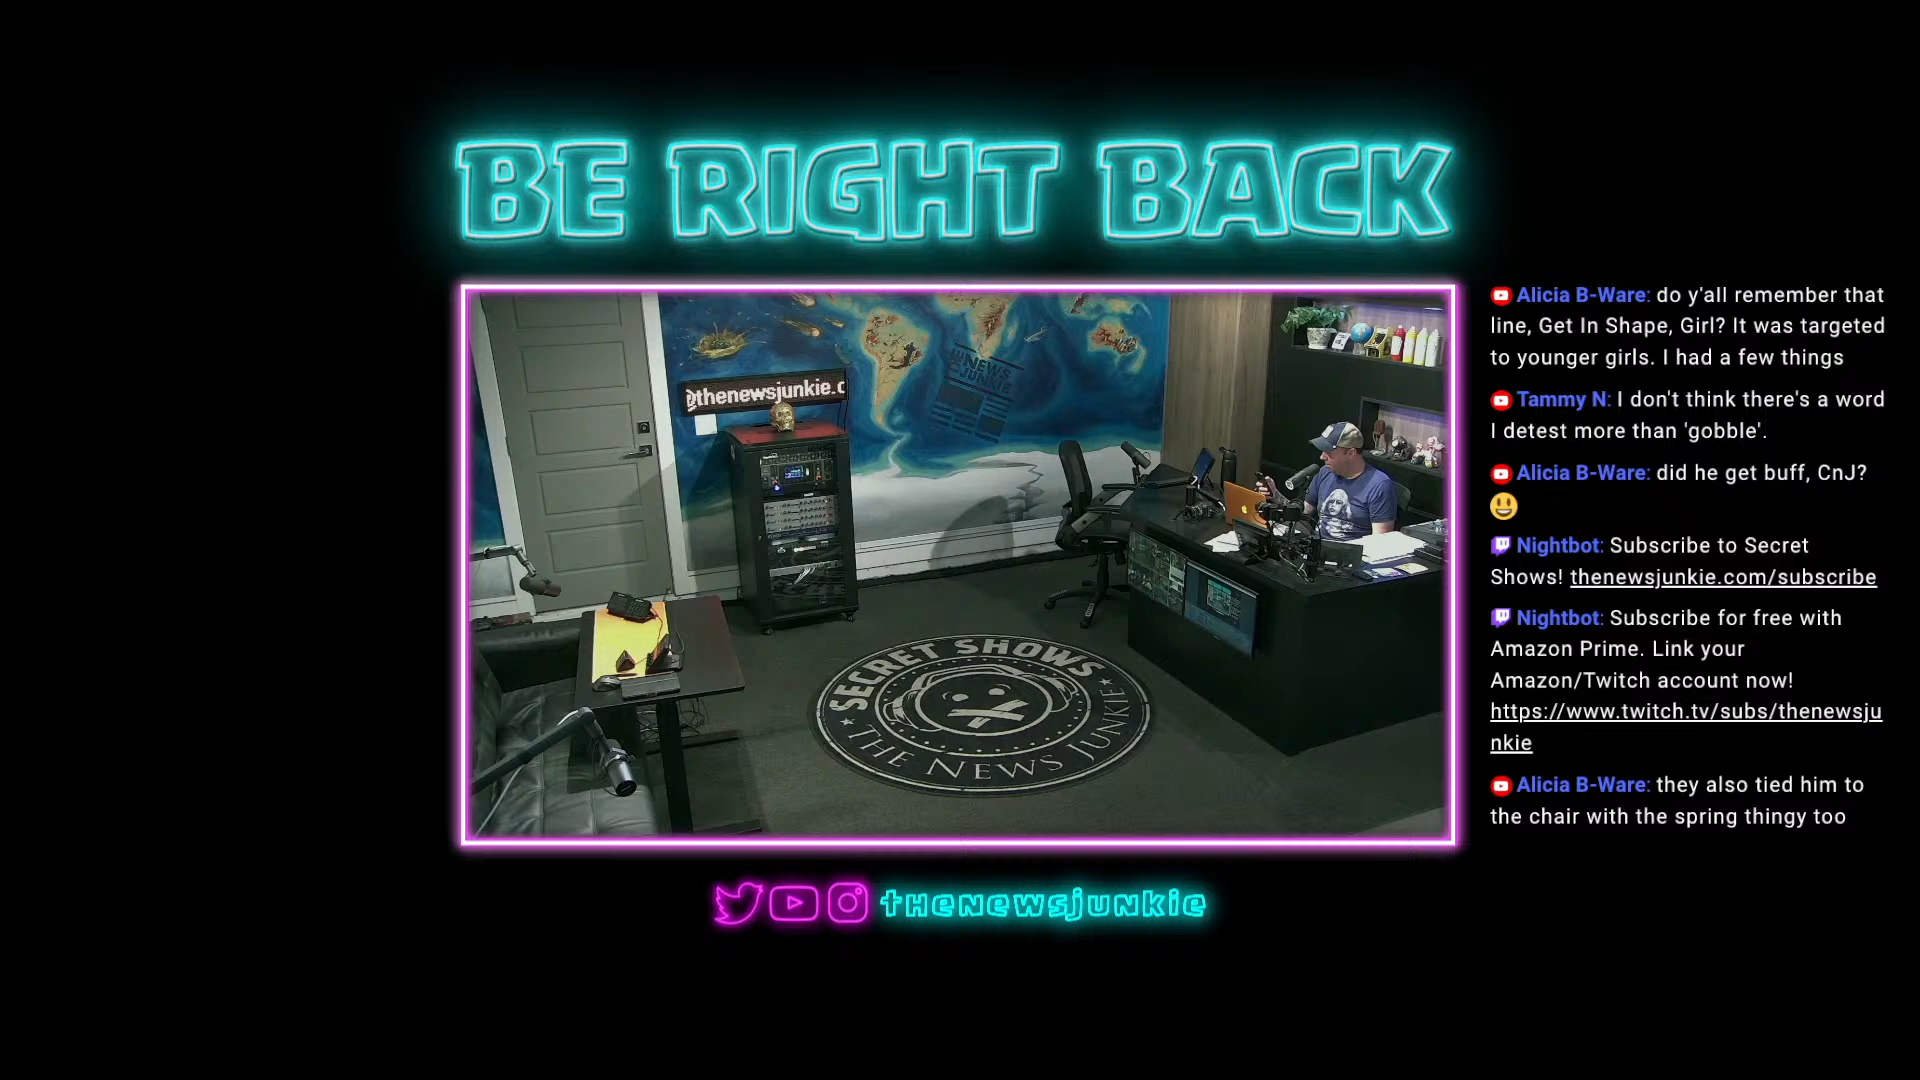 BE RIGHT BACK
@thenewsjunkie.c
NEWS
JUNKIE
SECRET SHOWS
THE NEWS JUNKIE
Alicia B-Ware: do y'all remember that
line, Get In Shape, Girl? It was targeted
to younger girls. I had a few things
Tammy N: I don't think there's a word
I detest more than 'gobble'.
Alicia B-Ware: did he get buff, CnJ?
😃
Nightbot: Subscribe to Secret
Shows! thenewsjunkie.com/subscribe
Nightbot: Subscribe for free with
Amazon Prime. Link your
Amazon/Twitch account now!
https://www.twitch.tv/subs/thenewsju
nkie
Alicia B-Ware: they also tied him to
the chair with the spring thingy too
thenewsjunkie